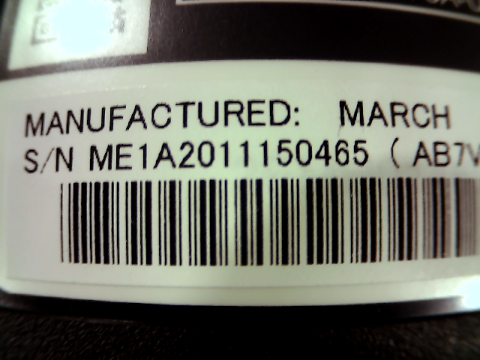 MANUFACTURED: MARCH
S/N ME1A2011150465 ( AB7V